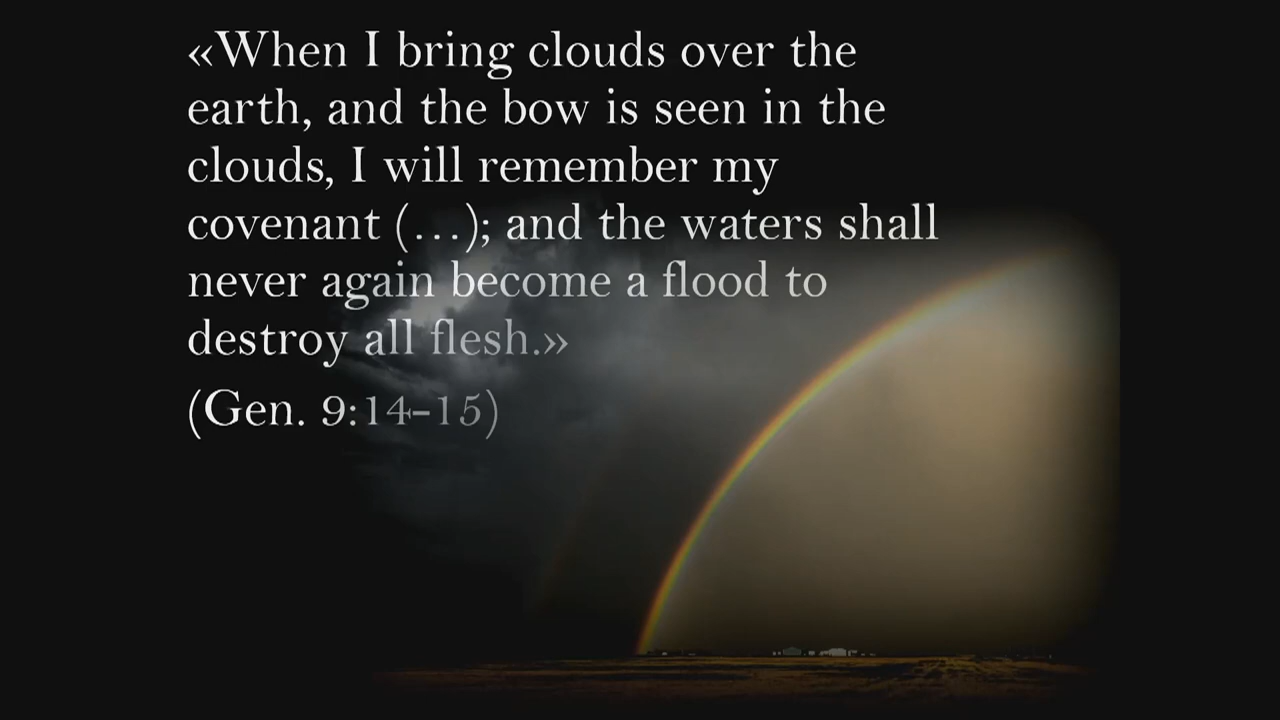 «When I bring clouds over the
earth, and the bow is seen in the
clouds, I will remember my
covenant (…); and the waters shall
never again become a flood to
destroy all flesh.»
(Gen. 9:14–15)